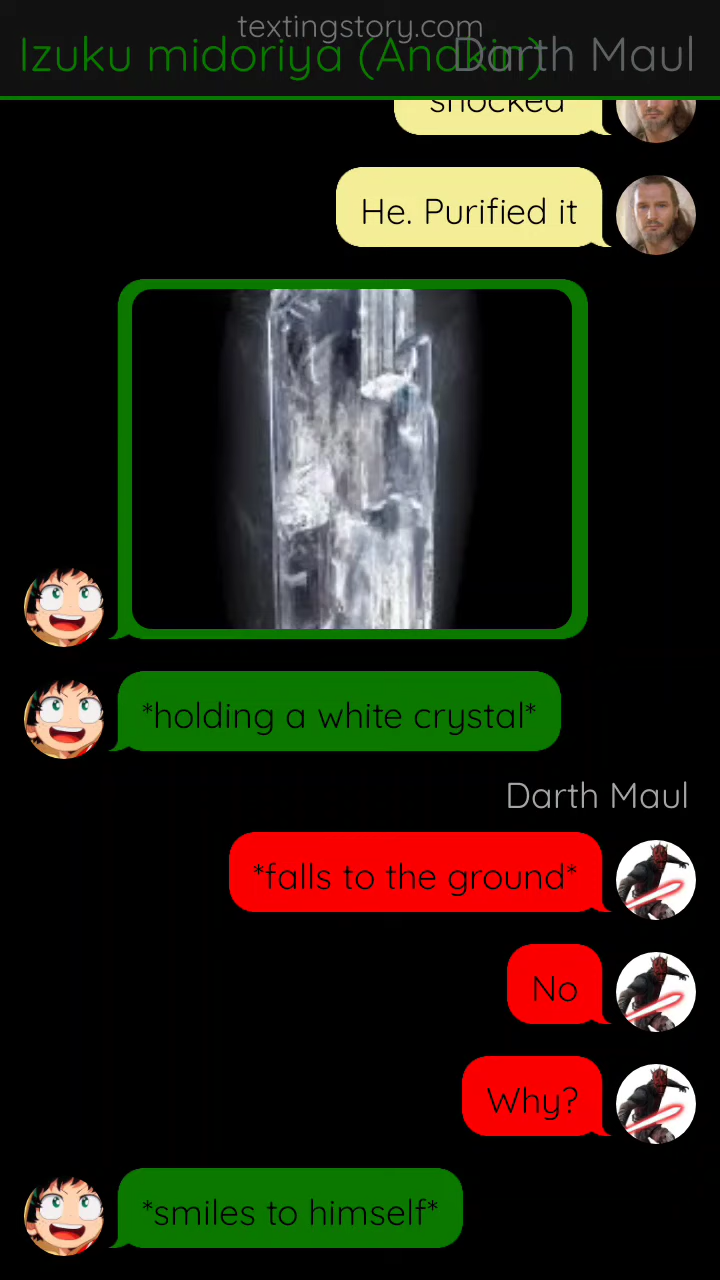 textingstory.com
Izuku midoriya (Anakin)
Darth Maul
shocked
He. Purified it
*holding a white crystal*
Darth Maul
*falls to the ground*
No
Why?
*smiles to himself*